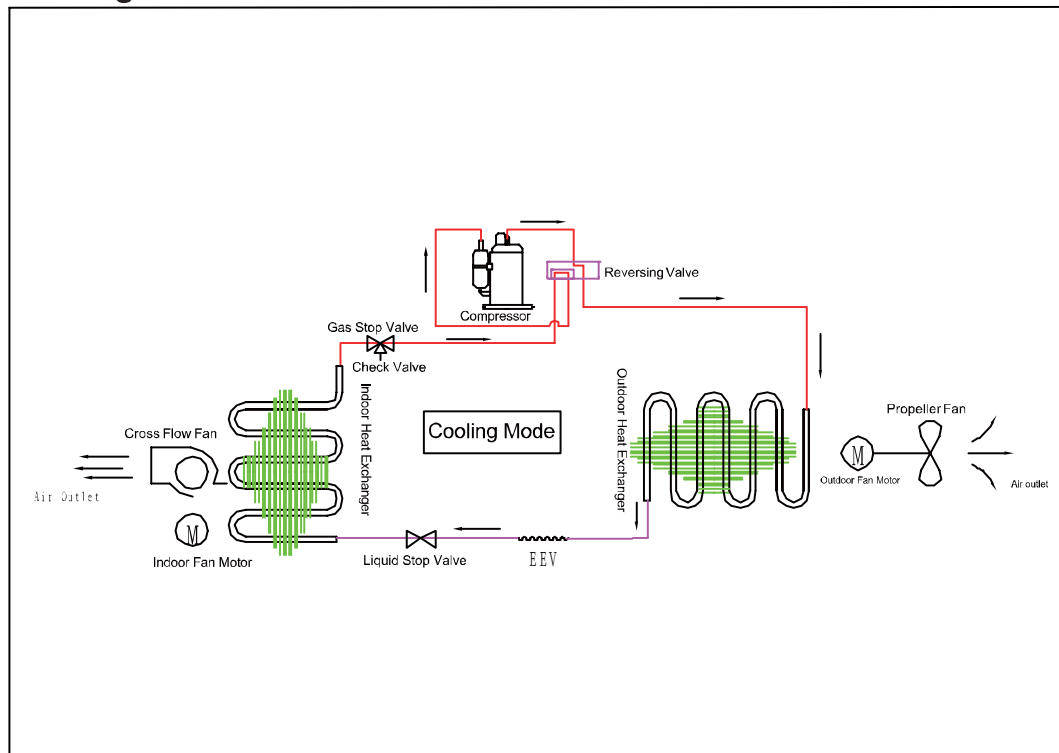 Reversing Valve
Compressor
Gas Stop Valve
Check Valve
Indoor Heat Exchanger
Outdoor Heat Exchanger
Cooling Mode
Propeller Fan
Cross Flow Fan
M
Outdoor Fan Motor
Air outlet
Air Outlet
M
Indoor Fan Motor
Liquid Stop Valve
EEV